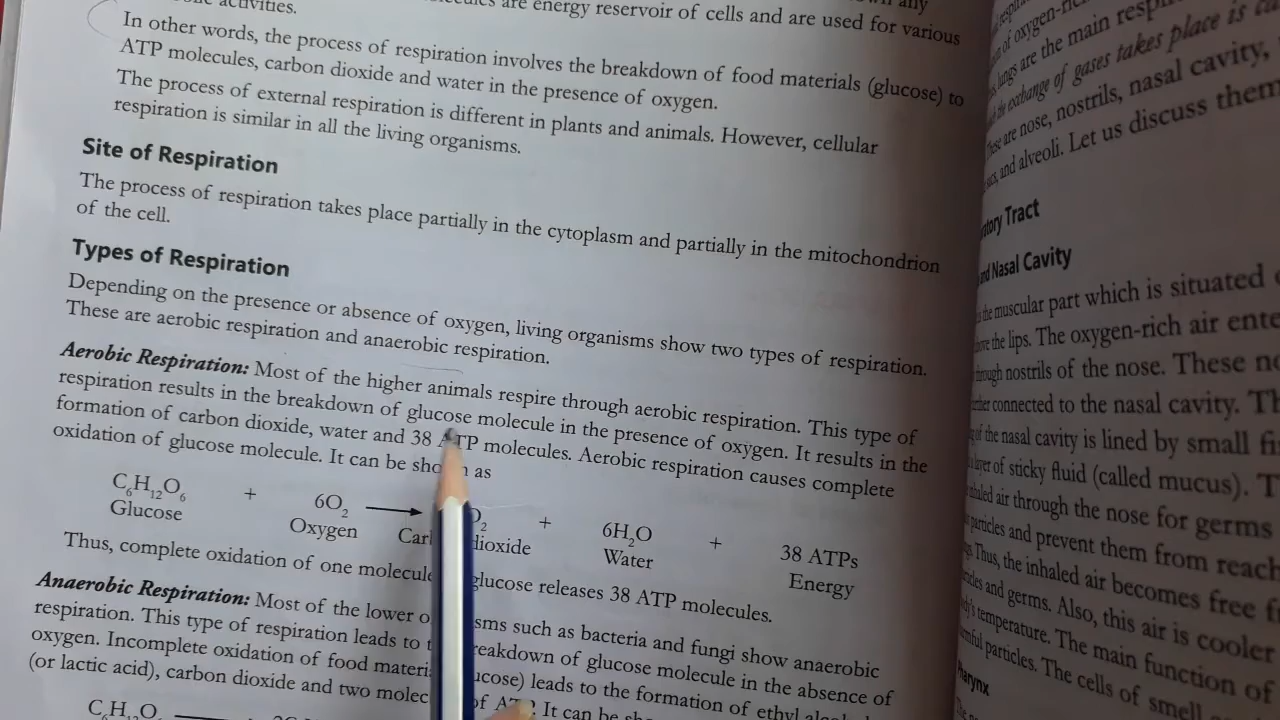 activities.
are energy reservoir of cells and are used for various
In other words, the process of respiration involves the breakdown of food materials (glucose) to
ATP molecules, carbon dioxide and water in the presence of oxygen.
The process of external respiration is different in plants and animals. However, cellular
respiration is similar in all the living organisms.
Site of Respiration
The process of respiration takes place partially in the cytoplasm and partially in the mitochondrion
of the cell.
Types of Respiration
Depending on the presence or absence of oxygen, living organisms show two types of respiration.
These are aerobic respiration and anaerobic respiration.
Aerobic Respiration: Most of the higher animals respire through aerobic respiration. This type of
respiration results in the breakdown of glucose molecule in the presence of oxygen. It results in the
formation of carbon dioxide, water and 38 ATP molecules. Aerobic respiration causes complete
oxidation of glucose molecule. It can be as
C₆H₁₂O₆ + 6O₂ ⟶ O₂ + 6H₂O + 38 ATPs
Glucose Oxygen dioxide Water Energy
Thus, complete oxidation of one molecule glucose releases 38 ATP molecules.
Anaerobic Respiration: Most of the lower such as bacteria and fungi show anaerobic
respiration. This type of respiration leads to breakdown of glucose molecule in the absence of
oxygen. Incomplete oxidation of food leads to the formation of ethyl
(or lactic acid), carbon dioxide and two of It can be
of oxygen-rich
lungs are the main
exchange of gases takes place is
are nose, nostrils, nasal cavity,
and alveoli. Let us discuss them
Tract
and Nasal Cavity
the muscular part which is situated
the lips. The oxygen-rich air
through nostrils of the nose. These
connected to the nasal cavity.
of the nasal cavity is lined by small
layer of sticky fluid (called mucus).
air through the nose for germs
particles and prevent them from
Thus, the inhaled air becomes free
and germs. Also, this air is cooler
temperature. The main function of
particles. The cells of smell
Pharynx